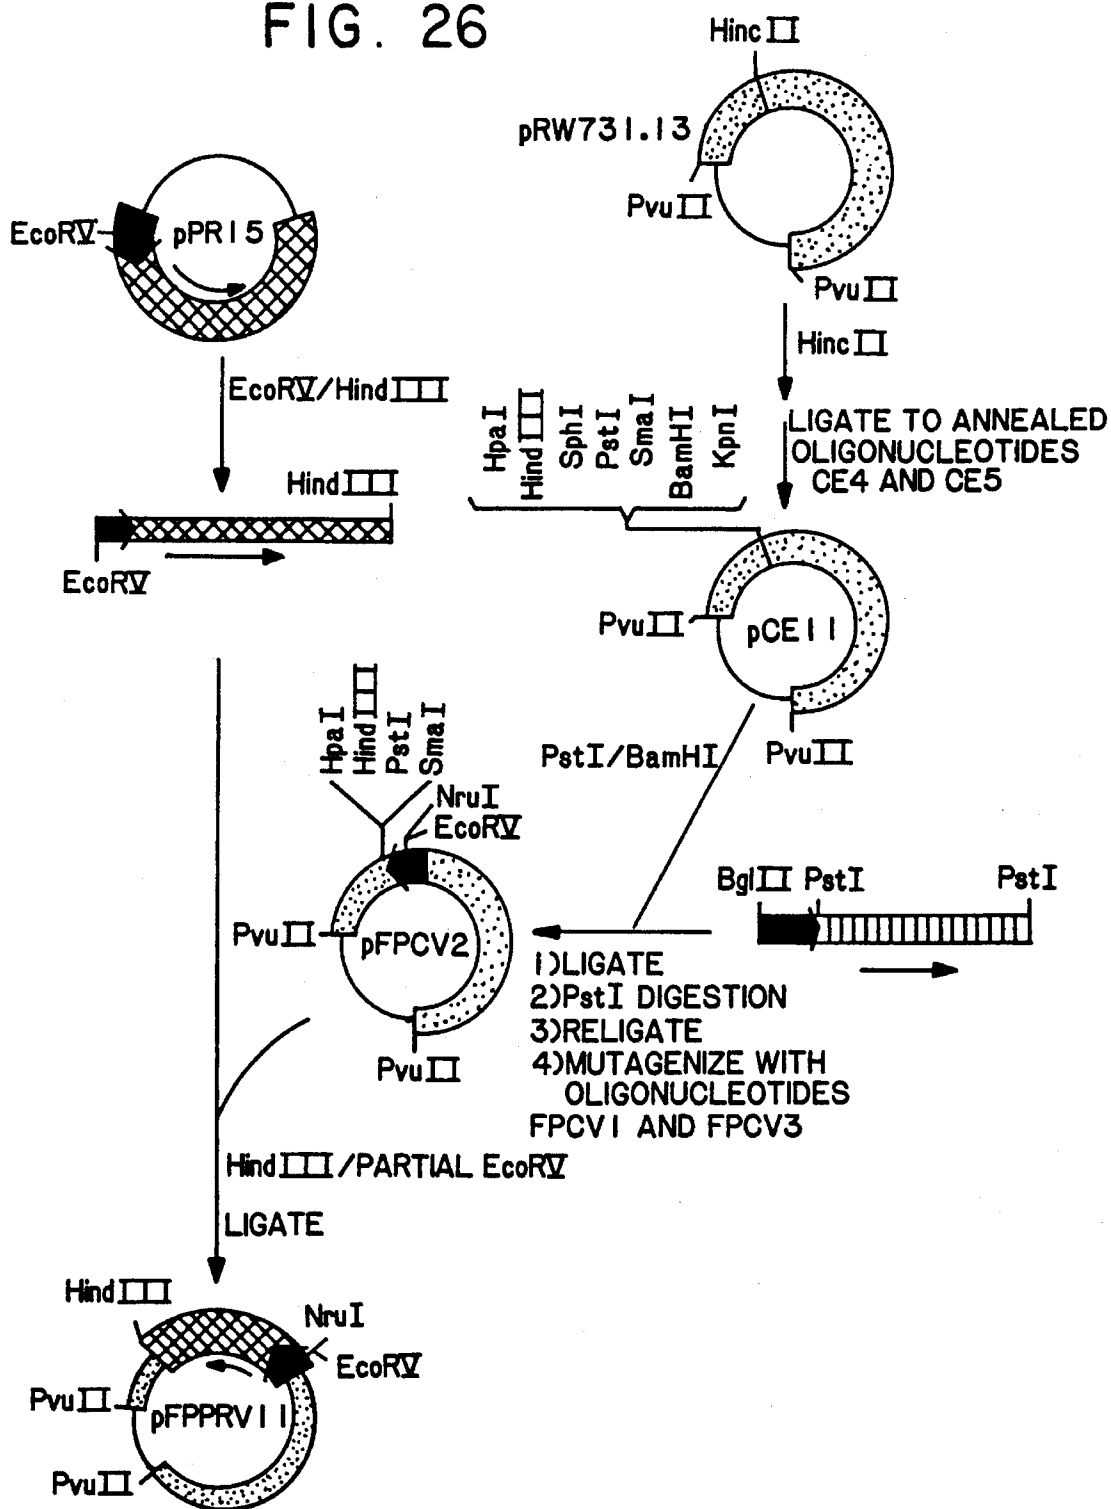 FIG. 26
HincII
pRW731.13
PvuII
PvuII
EcoRV
pPR15
HincII
EcoRV/HindIII
LIGATE TO ANNEALED
OLIGONUCLEOTIDES
CE4 AND CE5
HpaI
HindIII
SphI
PstI
SmaI
BamHI
KpnI
HindIII
EcoRV
PvuII
pCE11
PvuII
PstI/BamHI
HpaI
HindIII
PstI
SmaI
NruI
EcoRV
PvuII
pFPCV2
PvuII
BglII PstI PstI
1)LIGATE
2)PstI DIGESTION
3)RELIGATE
4)MUTAGENIZE WITH
OLIGONUCLEOTIDES
FPCV1 AND FPCV3
HindIII/PARTIAL EcoRV
LIGATE
HindIII
NruI
EcoRV
PvuII
pFPPRV11
PvuII